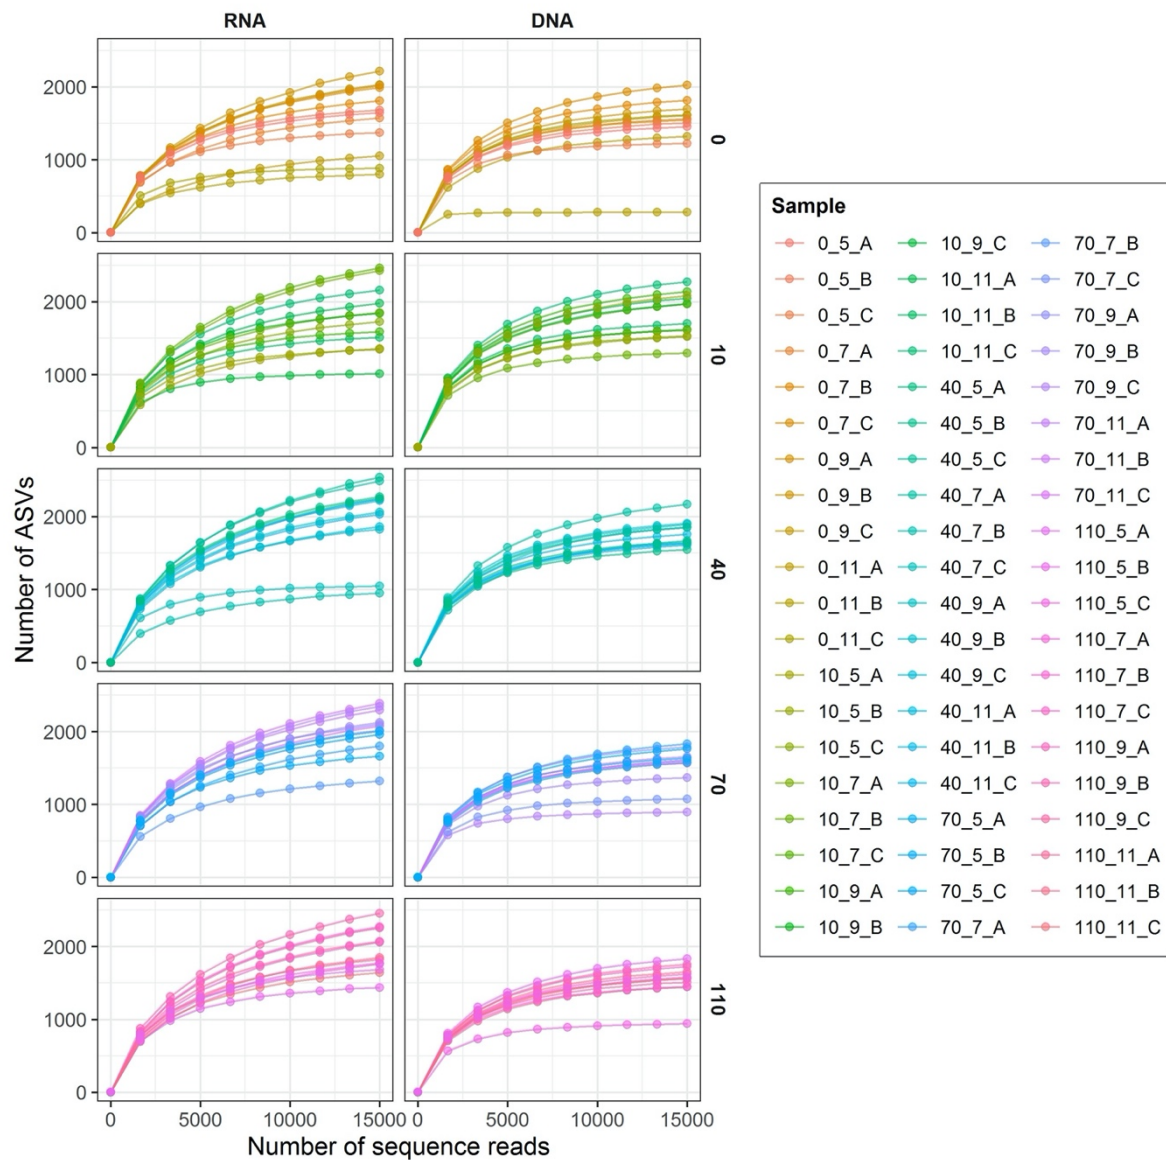 RNA
DNA
2000
1000
0
0
2000
1000
0
10
2000
1000
0
40
2000
1000
0
70
2000
1000
0
110
0
5000
10000
15000
0
5000
10000
15000
Number of ASVs
Number of sequence reads
Sample
0_5_A
0_5_B
0_5_C
0_7_A
0_7_B
0_7_C
0_9_A
0_9_B
0_9_C
0_11_A
0_11_B
0_11_C
10_5_A
10_5_B
10_5_C
10_7_A
10_7_B
10_7_C
10_9_A
10_9_B
10_9_C
10_11_A
10_11_B
10_11_C
40_5_A
40_5_B
40_5_C
40_7_A
40_7_B
40_7_C
40_9_A
40_9_B
40_9_C
40_11_A
40_11_B
40_11_C
70_5_A
70_5_B
70_5_C
70_7_A
70_7_B
70_7_C
70_9_A
70_9_B
70_9_C
70_11_A
70_11_B
70_11_C
110_5_A
110_5_B
110_5_C
110_7_A
110_7_B
110_7_C
110_9_A
110_9_B
110_9_C
110_11_A
110_11_B
110_11_C